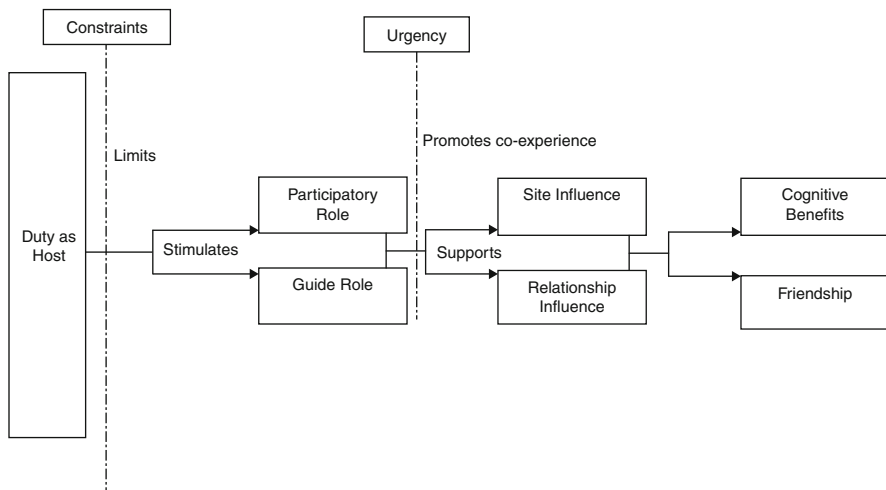 Constraints
Urgency
Limits
Promotes co-experience
Duty as
Host
Stimulates
Participatory
Role
Guide Role
Supports
Site Influence
Relationship
Influence
Cognitive
Benefits
Friendship